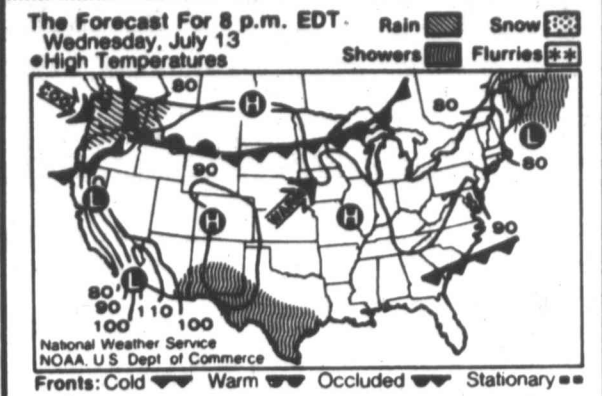 The Forecast For 8 p.m. EDT
Wednesday, July 13
●High Temperatures
Rain
Snow
Showers
Flurries
80
H
80
L
80
90
WARM
L
H
H
90
L
80
90
100
110
100
National Weather Service
NOAA, U S Dept of Commerce
Fronts: Cold
Warm
Occluded
Stationary